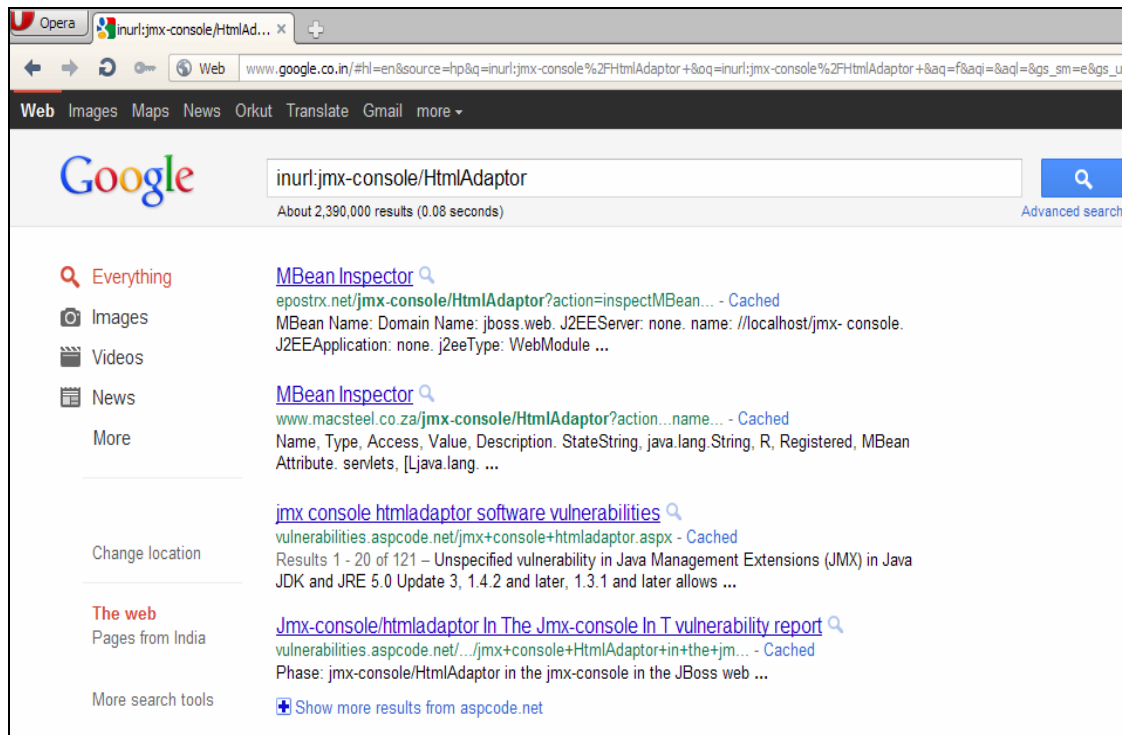 Opera
inurl:jmx-console/HtmlAd...
Web
www.google.co.in/#hl=en&source=hp&q=inurl:jmx-console%2FHtmlAdaptor+&oq=inurl:jmx-console%2FHtmlAdaptor+&aq=f&aqi=&aql=&gs_sm=e&gs_u
Web Images Maps News Orkut Translate Gmail more
Google
inurl:jmx-console/HtmlAdaptor
About 2,390,000 results (0.08 seconds)
Advanced search
Everything
Images
Videos
News
More
Change location
The web
Pages from India
More search tools
MBean Inspector
epostrx.net/jmx-console/HtmlAdaptor?action=inspectMBean... - Cached
MBean Name: Domain Name: jboss.web. J2EEServer: none. name: //localhost/jmx- console.
J2EEApplication: none. j2eeType: WebModule ...
MBean Inspector
www.macsteel.co.za/jmx-console/HtmlAdaptor?action...name... - Cached
Name, Type, Access, Value, Description. StateString, java.lang.String, R, Registered, MBean
Attribute. servlets, [Ljava.lang. ...
jmx console htmladaptor software vulnerabilities
vulnerabilities.aspcode.net/jmx+console+htmladaptor.aspx - Cached
Results 1 - 20 of 121 – Unspecified vulnerability in Java Management Extensions (JMX) in Java
JDK and JRE 5.0 Update 3, 1.4.2 and later, 1.3.1 and later allows ...
Jmx-console/htmladaptor In The Jmx-console In T vulnerability report
vulnerabilities.aspcode.net/.../jmx+console+HtmlAdaptor+in+the+jm... - Cached
Phase: jmx-console/HtmlAdaptor in the jmx-console in the JBoss web ...
Show more results from aspcode.net